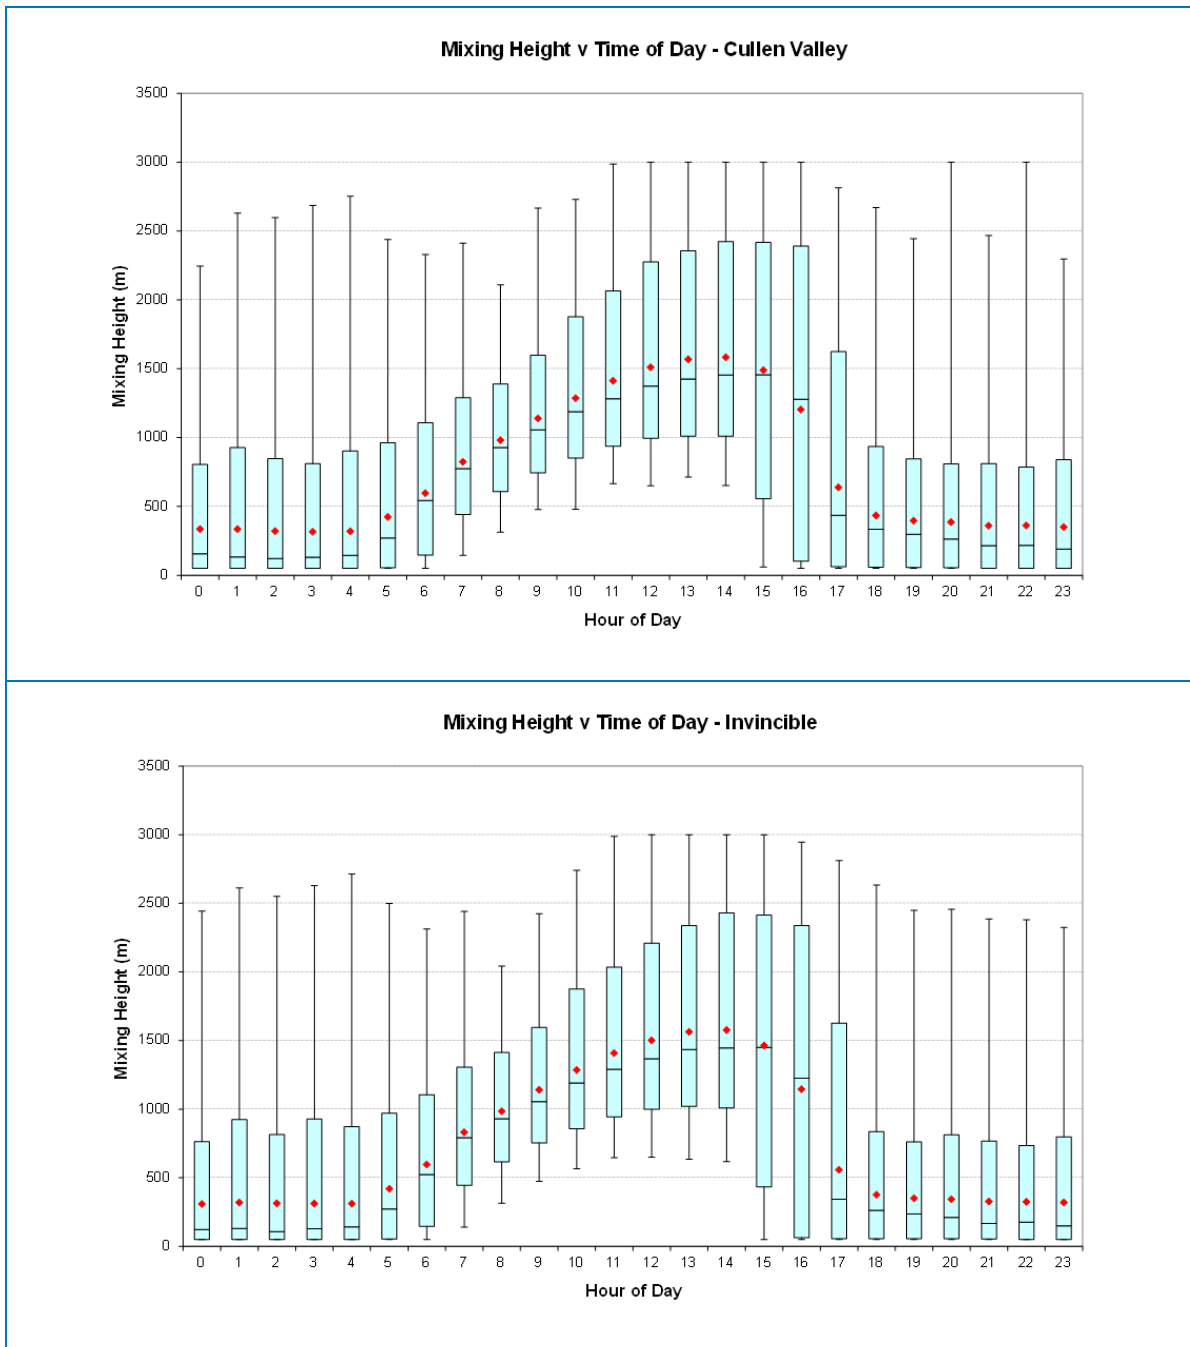 Mixing Height v Time of Day - Cullen Valley
3500
3000
2500
2000
1500
1000
500
0
Mixing Height (m)
0 1 2 3 4 5 6 7 8 9 10 11 12 13 14 15 16 17 18 19 20 21 22 23
Hour of Day
Mixing Height v Time of Day - Invincible
3500
3000
2500
2000
1500
1000
500
0
Mixing Height (m)
0 1 2 3 4 5 6 7 8 9 10 11 12 13 14 15 16 17 18 19 20 21 22 23
Hour of Day